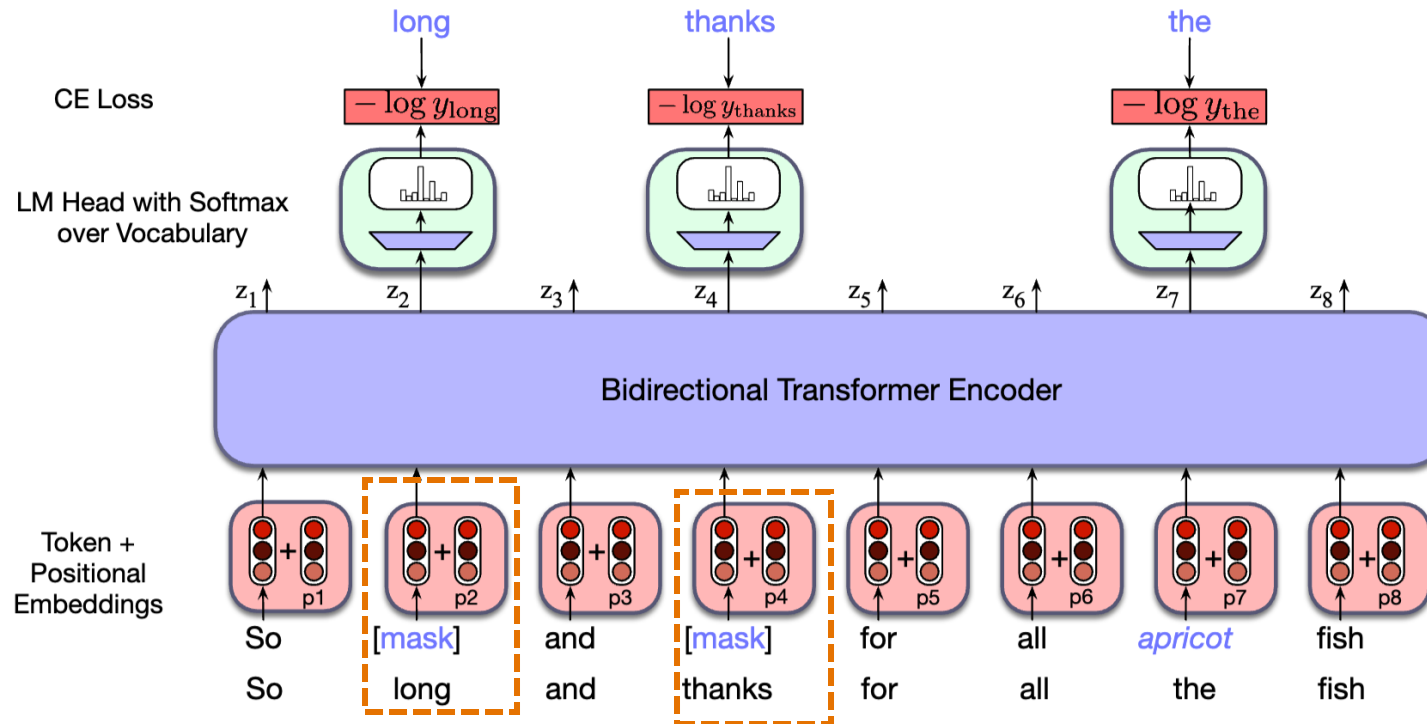 long thanks the
CE Loss − log y_long − log y_thanks − log y_the
LM Head with Softmax
over Vocabulary
z₁ z₂ z₃ z₄ z₅ z₆ z₇ z₈
Bidirectional Transformer Encoder
Token +
Positional
Embeddings
+ + + + + + + +
p1 p2 p3 p4 p5 p6 p7 p8
So [mask] and [mask] for all apricot fish
So long and thanks for all the fish